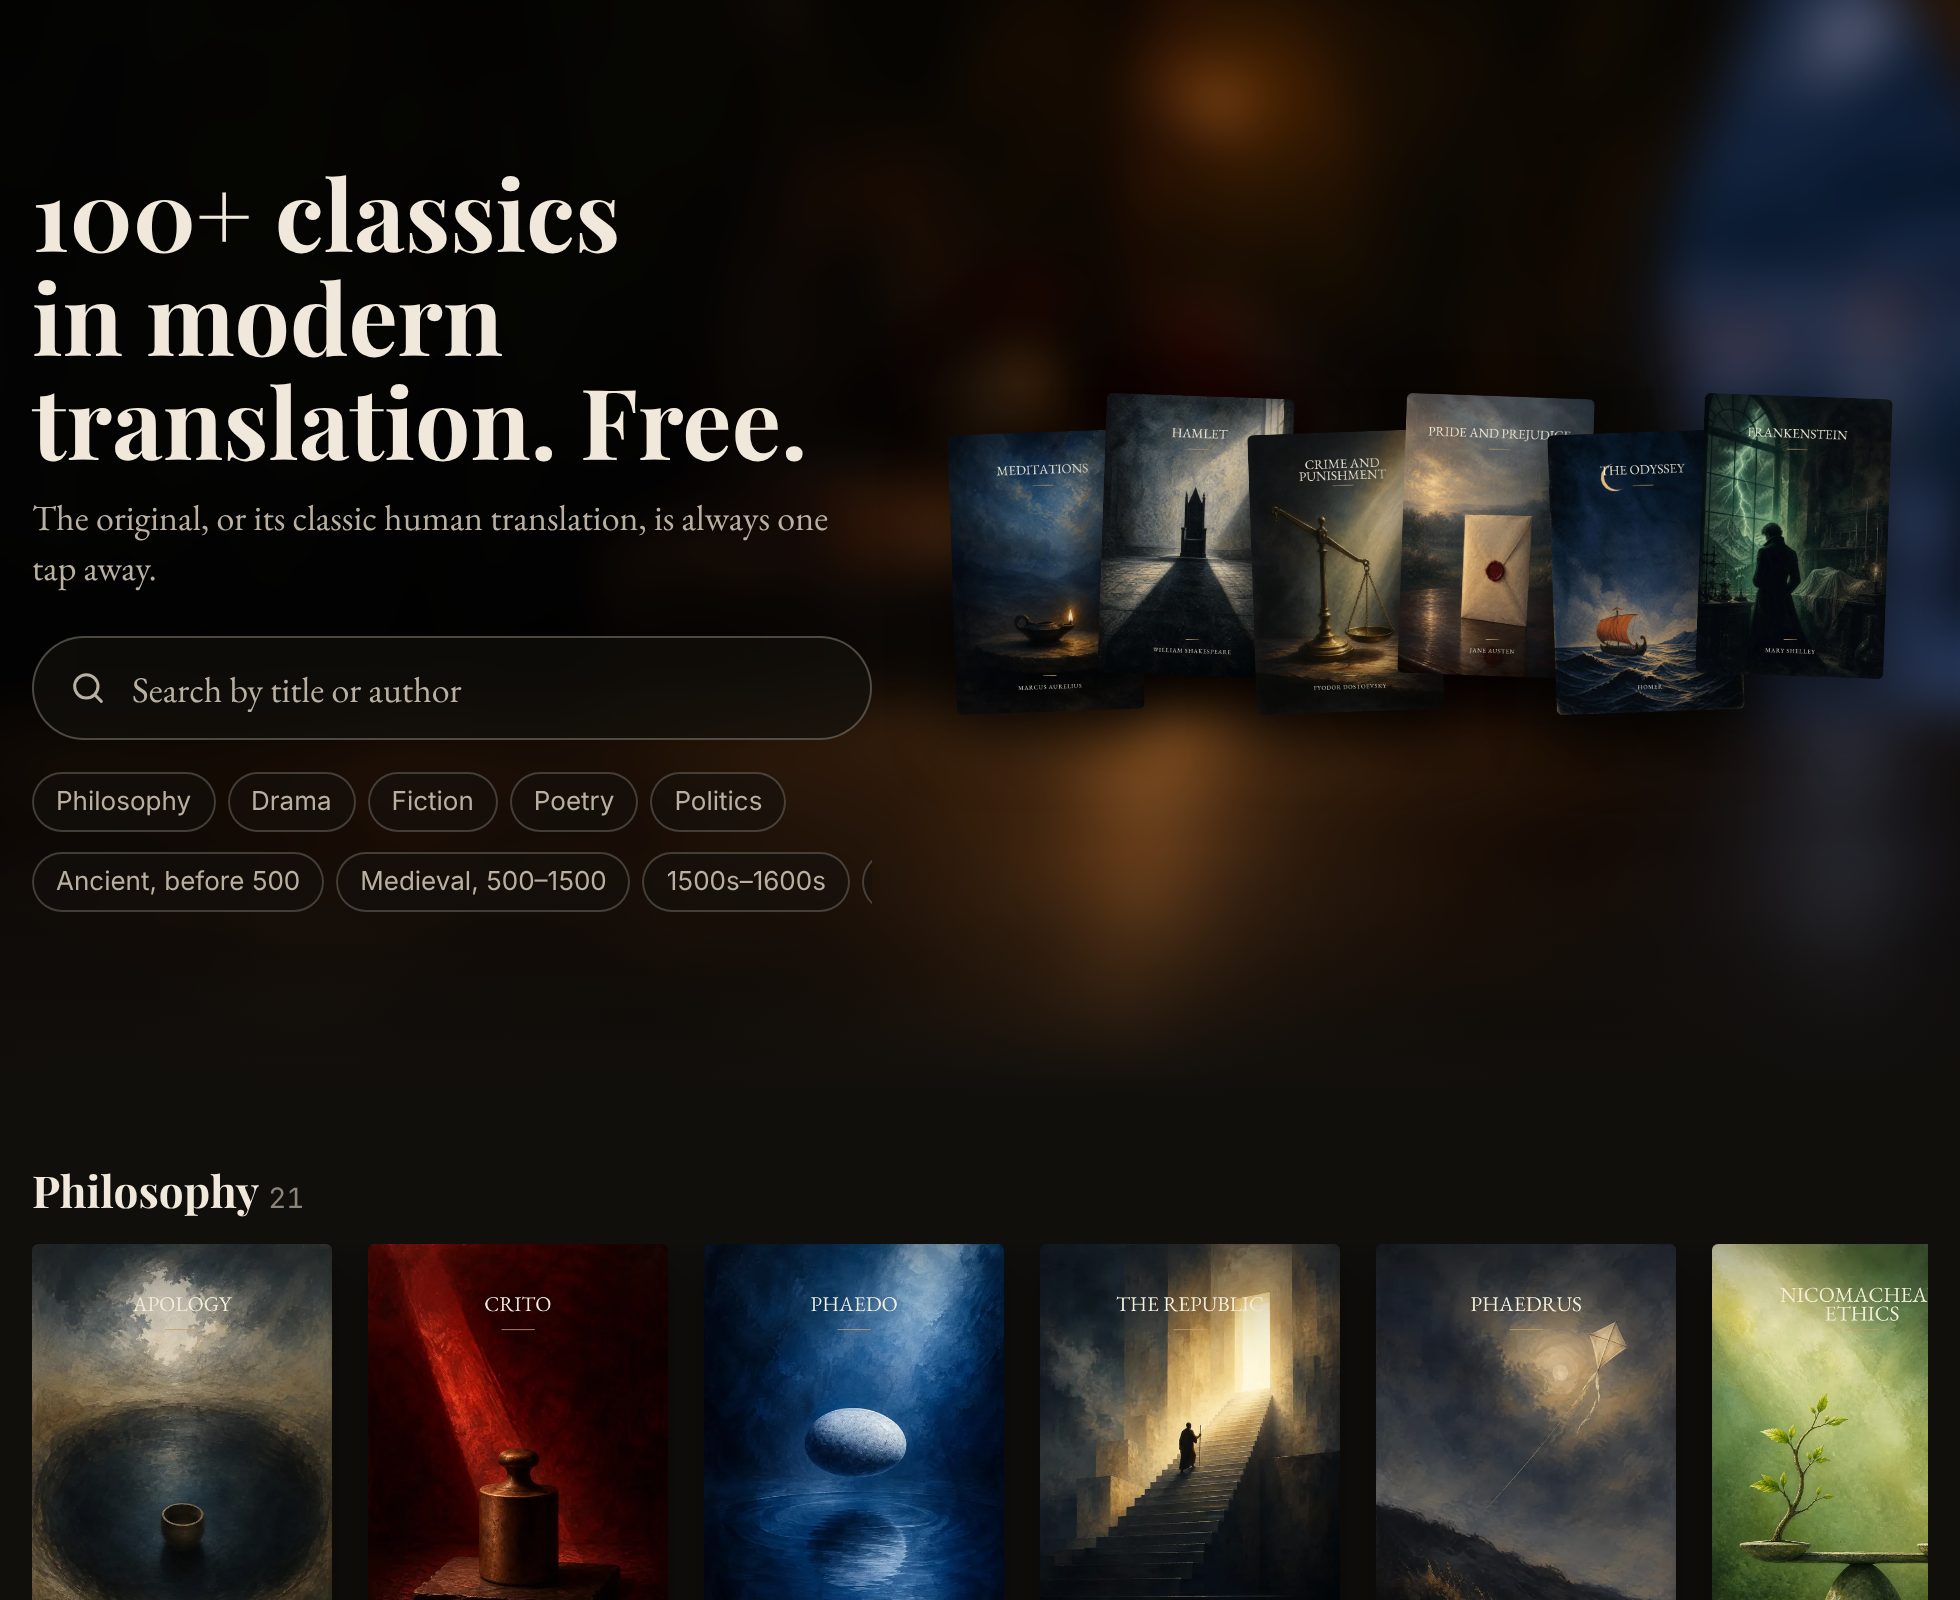 100+ classics
in modern
translation. Free.
The original, or its classic human translation, is always one
tap away.
Search by title or author
Philosophy
Drama
Fiction
Poetry
Politics
Ancient, before 500
Medieval, 500–1500
1500s–1600s
MEDITATIONS
MARCUS AURELIUS
HAMLET
WILLIAM SHAKESPEARE
CRIME AND
PUNISHMENT
FYODOR DOSTOEVSKY
PRIDE AND PREJUDICE
JANE AUSTEN
THE ODYSSEY
HOMER
FRANKENSTEIN
MARY SHELLEY
Philosophy 21
APOLOGY
CRITO
PHAEDO
THE REPUBLIC
PHAEDRUS
NICOMACHEA
ETHICS